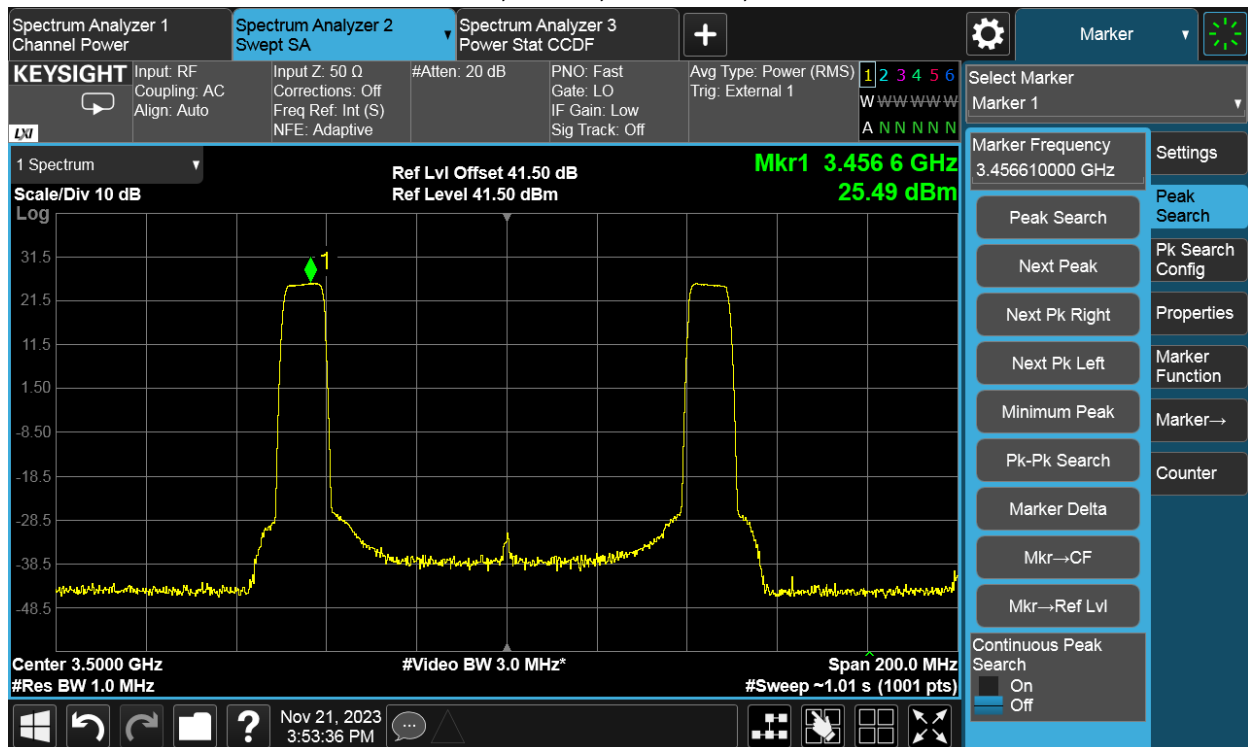 Spectrum Analyzer 1
Channel Power
Spectrum Analyzer 2
Swept SA
Spectrum Analyzer 3
Power Stat CCDF
Marker
KEYSIGHT
LXI
Input: RF
Coupling: AC
Align: Auto
Input Z: 50 Ω
Corrections: Off
Freq Ref: Int (S)
NFE: Adaptive
#Atten: 20 dB
PNO: Fast
Gate: LO
IF Gain: Low
Sig Track: Off
Avg Type: Power (RMS)
Trig: External 1
1 2 3 4 5 6
W W W W W W
A N N N N N
Select Marker
Marker 1
1 Spectrum
Scale/Div 10 dB
Ref Lvl Offset 41.50 dB
Ref Level 41.50 dBm
Mkr1 3.456 6 GHz
25.49 dBm
Log
31.5
21.5
11.5
1.50
-8.50
-18.5
-28.5
-38.5
-48.5
1
Center 3.5000 GHz
#Res BW 1.0 MHz
#Video BW 3.0 MHz*
Span 200.0 MHz
#Sweep ~1.01 s (1001 pts)
Marker Frequency
3.456610000 GHz
Peak Search
Next Peak
Next Pk Right
Next Pk Left
Minimum Peak
Pk-Pk Search
Marker Delta
Mkr→CF
Mkr→Ref Lvl
Continuous Peak
Search
On
Off
Settings
Peak
Search
Pk Search
Config
Properties
Marker
Function
Marker→
Counter
?
Nov 21, 2023
3:53:36 PM